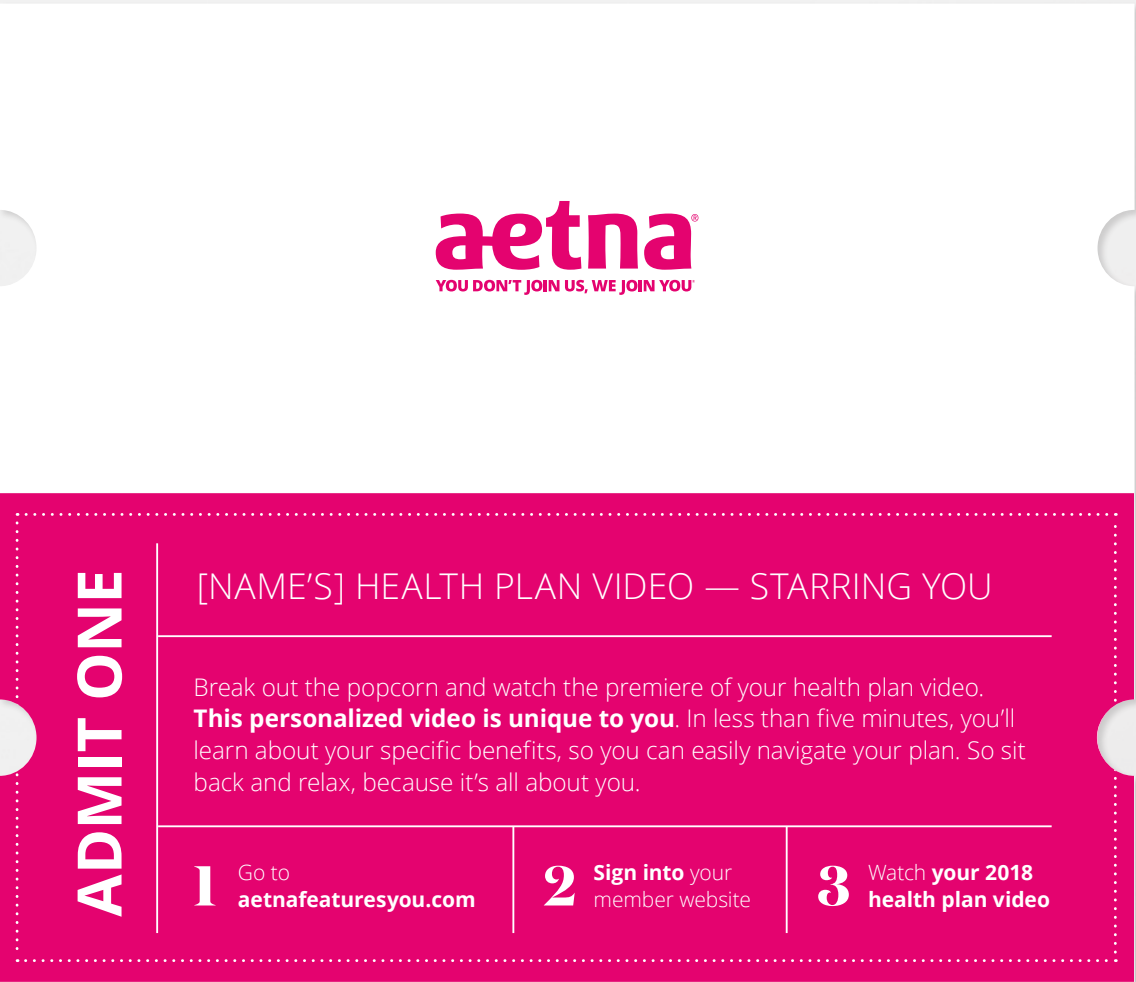 aetna®
YOU DON'T JOIN US, WE JOIN YOU
ADMIT ONE
[NAME'S] HEALTH PLAN VIDEO — STARRING YOU
Break out the popcorn and watch the premiere of your health plan video.
This personalized video is unique to you. In less than five minutes, you'll
learn about your specific benefits, so you can easily navigate your plan. So sit
back and relax, because it's all about you.
1 Go to
aetnafeaturesyou.com
2 Sign into your
member website
3 Watch your 2018
health plan video